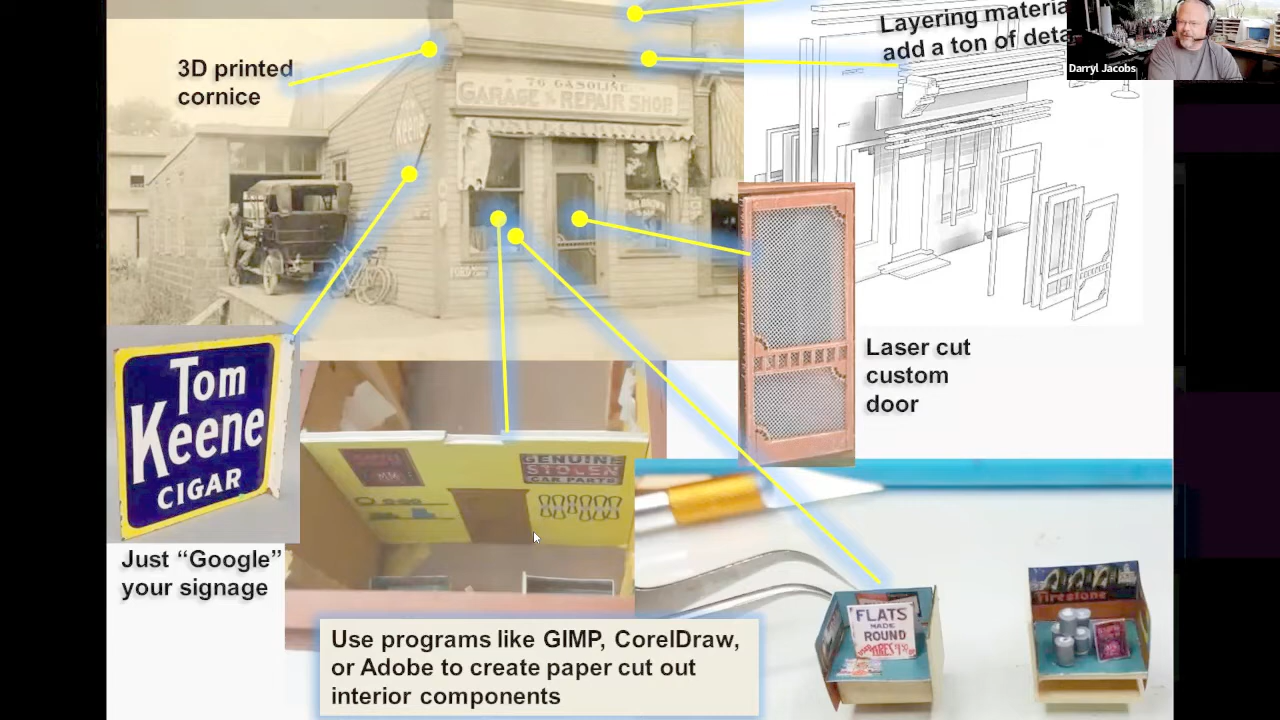 Layering materia
add a ton of deta
Darryl Jacobs
3D printed
cornice
76 GASOLINE
GARAGE & REPAIR SHOP
Keene
Laser cut
custom
door
Tom
Keene
CIGAR
GENUINE
STOLEN
CAR PARTS
Just “Google”
your signage
Firestone
FLATS
MADE
ROUND
Use programs like GIMP, CorelDraw,
or Adobe to create paper cut out
interior components